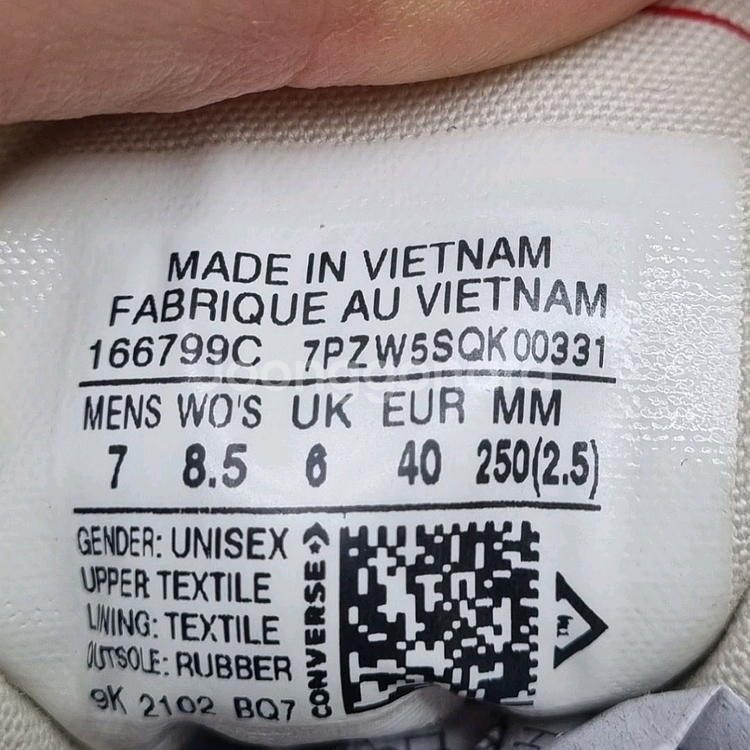 MADE IN VIETNAM
FABRIQUE AU VIETNAM
166799C 7PZW5SQK00331
MENS WO'S UK EUR MM
7 8.5 6 40 250(2.5)
GENDER: UNISEX
UPPER TEXTILE
LINING: TEXTILE
OUTSOLE: RUBBER
9K 2102 BQ7
CONVERSE